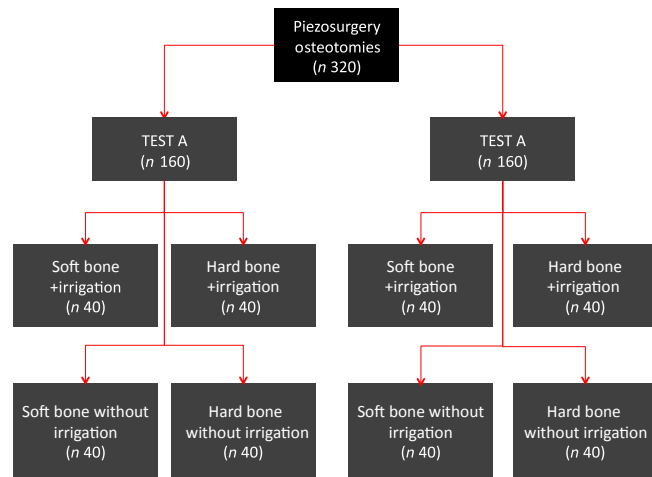 Piezosurgery
osteotomies
(n 320)
TEST A
(n 160)
TEST A
(n 160)
Soft bone
+irrigation
(n 40)
Hard bone
+irrigation
(n 40)
Soft bone
+irrigation
(n 40)
Hard bone
+irrigation
(n 40)
Soft bone without
irrigation
(n 40)
Hard bone
without irrigation
(n 40)
Soft bone without
irrigation
(n 40)
Hard bone
without irrigation
(n 40)